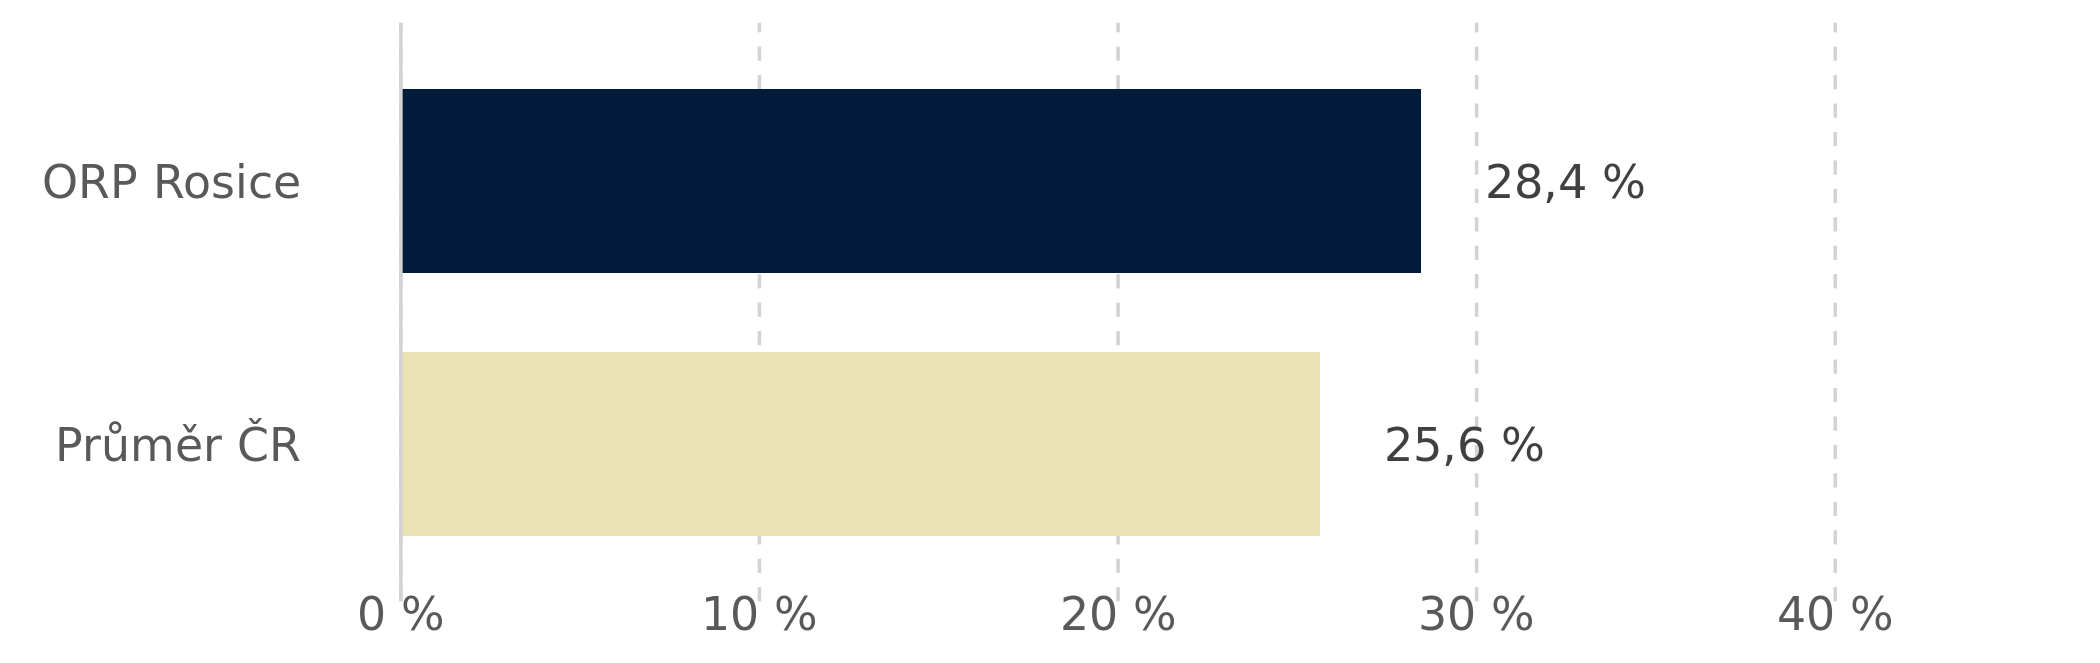 ORP Rosice 28,4 %
Průměr ČR 25,6 %
0 % 10 % 20 % 30 % 40 %